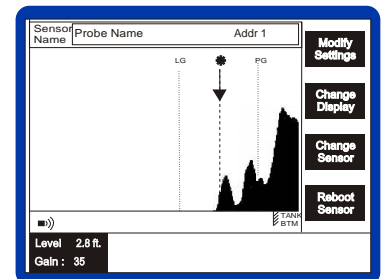 Sensor
Name
Probe Name Addr 1
LG PG
TANK
BTM
Level 2.8 ft.
Gain : 35
Modify
Settings
Change
Display
Change
Sensor
Reboot
Sensor